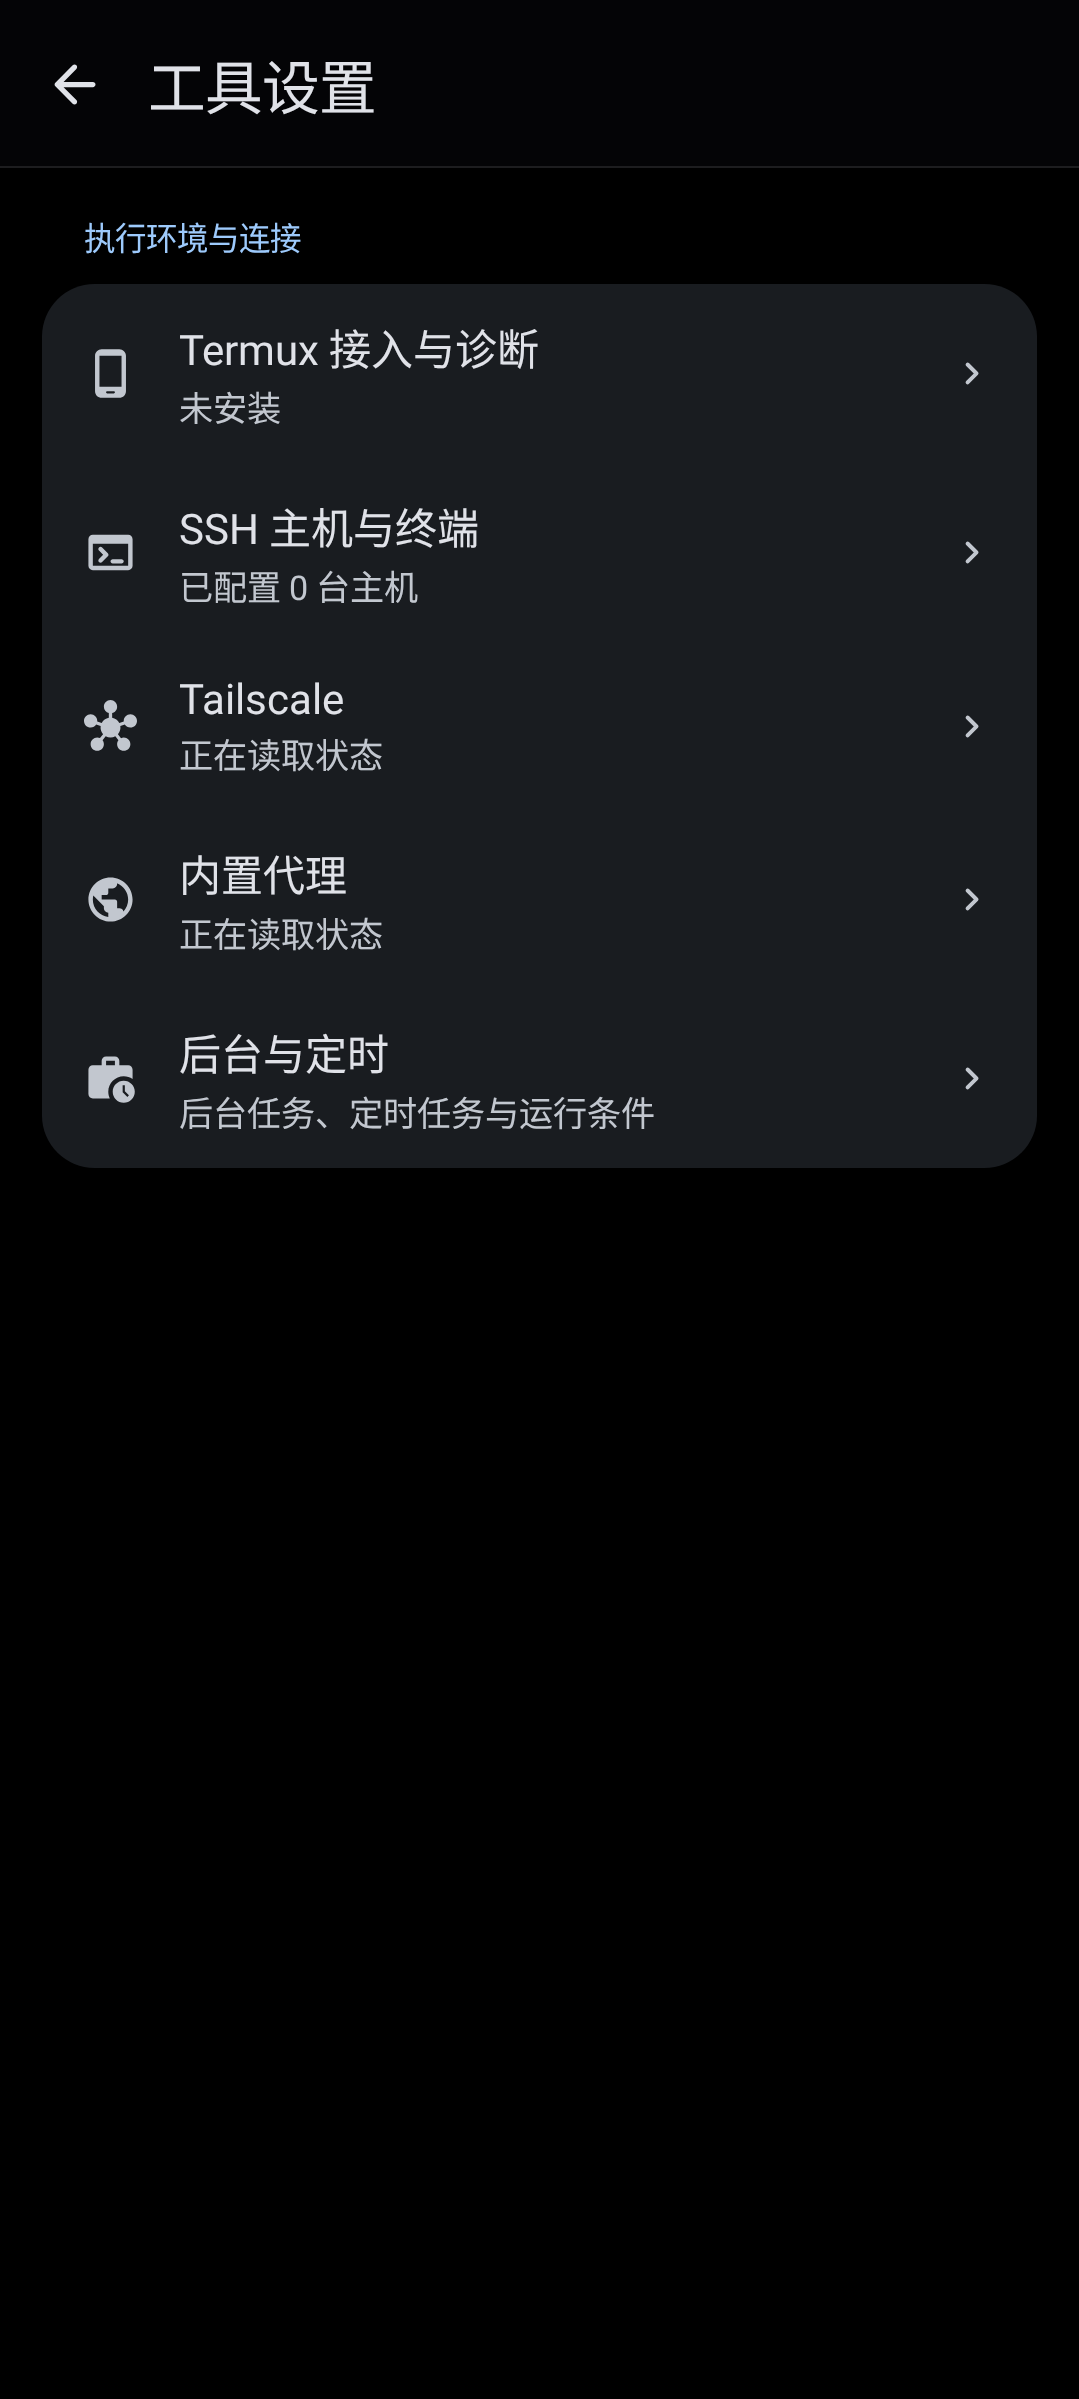 工具设置
执行环境与连接
Termux 接入与诊断
未安装
SSH 主机与终端
已配置 0 台主机
Tailscale
正在读取状态
内置代理
正在读取状态
后台与定时
后台任务、定时任务与运行条件